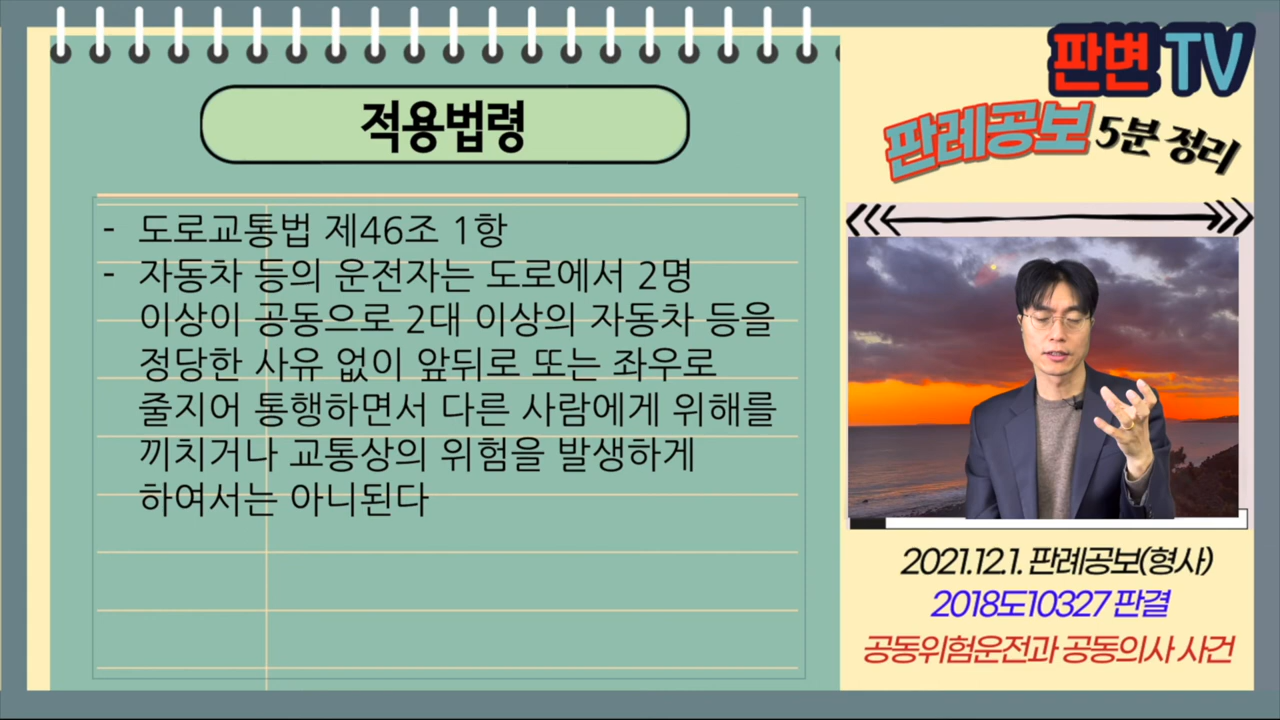 적용법령
- 도로교통법 제46조 1항
- 자동차 등의 운전자는 도로에서 2명
이상이 공동으로 2대 이상의 자동차 등을
정당한 사유 없이 앞뒤로 또는 좌우로
줄지어 통행하면서 다른 사람에게 위해를
끼치거나 교통상의 위험을 발생하게
하여서는 아니된다
판변 TV
판례공보 5분 정리
2021.12.1. 판례공보(형사)
2018도10327 판결
공동위험운전과 공동의사 사건